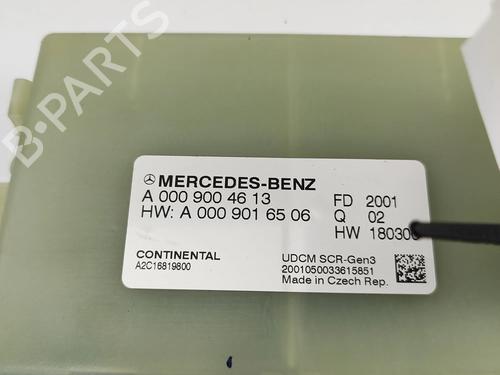 B-PARTS
MERCEDES-BENZ
A 000 900 46 13
HW: A 000 901 65 06
FD 2001
Q 02
HW
CONTINENTAL
A2C16819800
UDCM SCR-Gen3
2001050033615851
Made in Czech Rep.